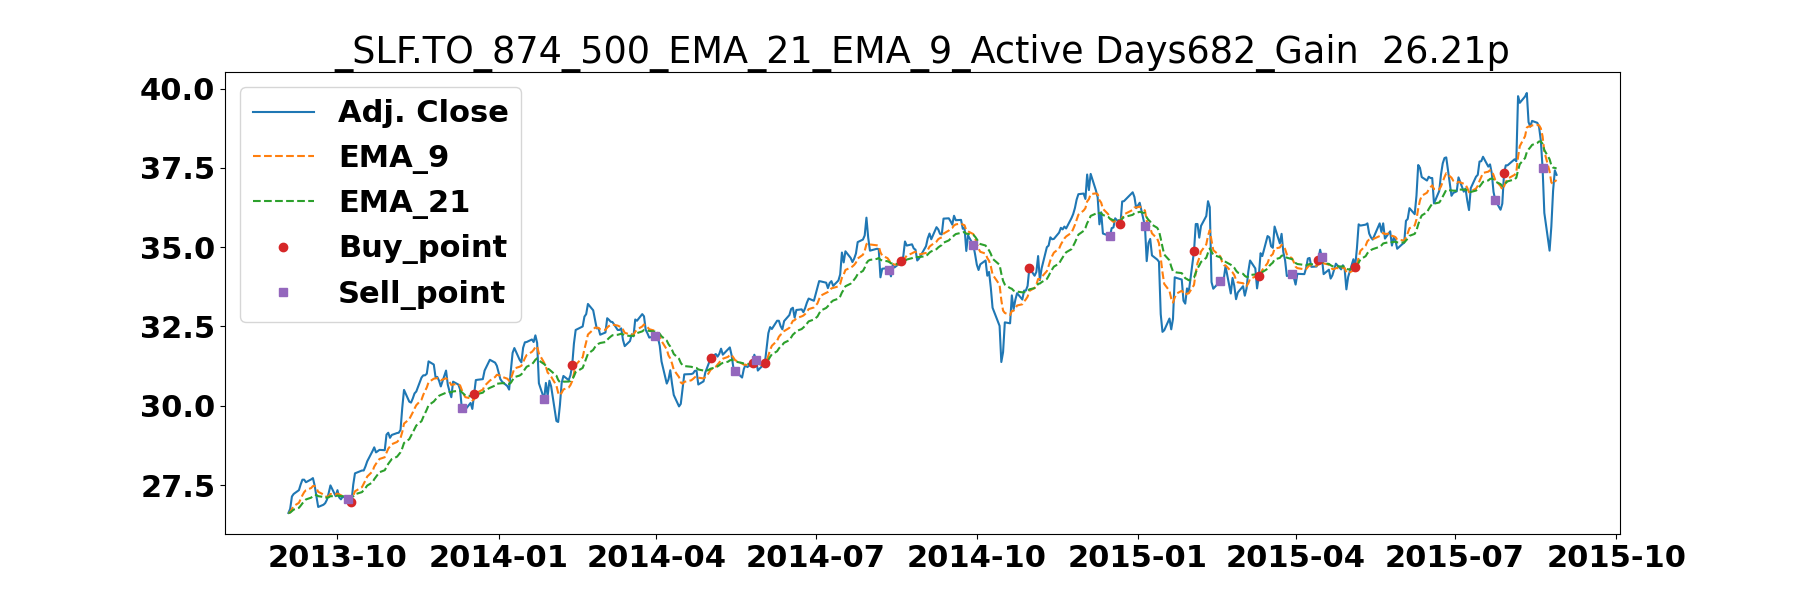 _SLF.TO_874_500_EMA_21_EMA_9_Active Days682_Gain  26.21p
40.0
37.5
35.0
32.5
30.0
27.5
Adj. Close
EMA_9
EMA_21
Buy_point
Sell_point
2013-10 2014-01 2014-04 2014-07 2014-10 2015-01 2015-04 2015-07 2015-10